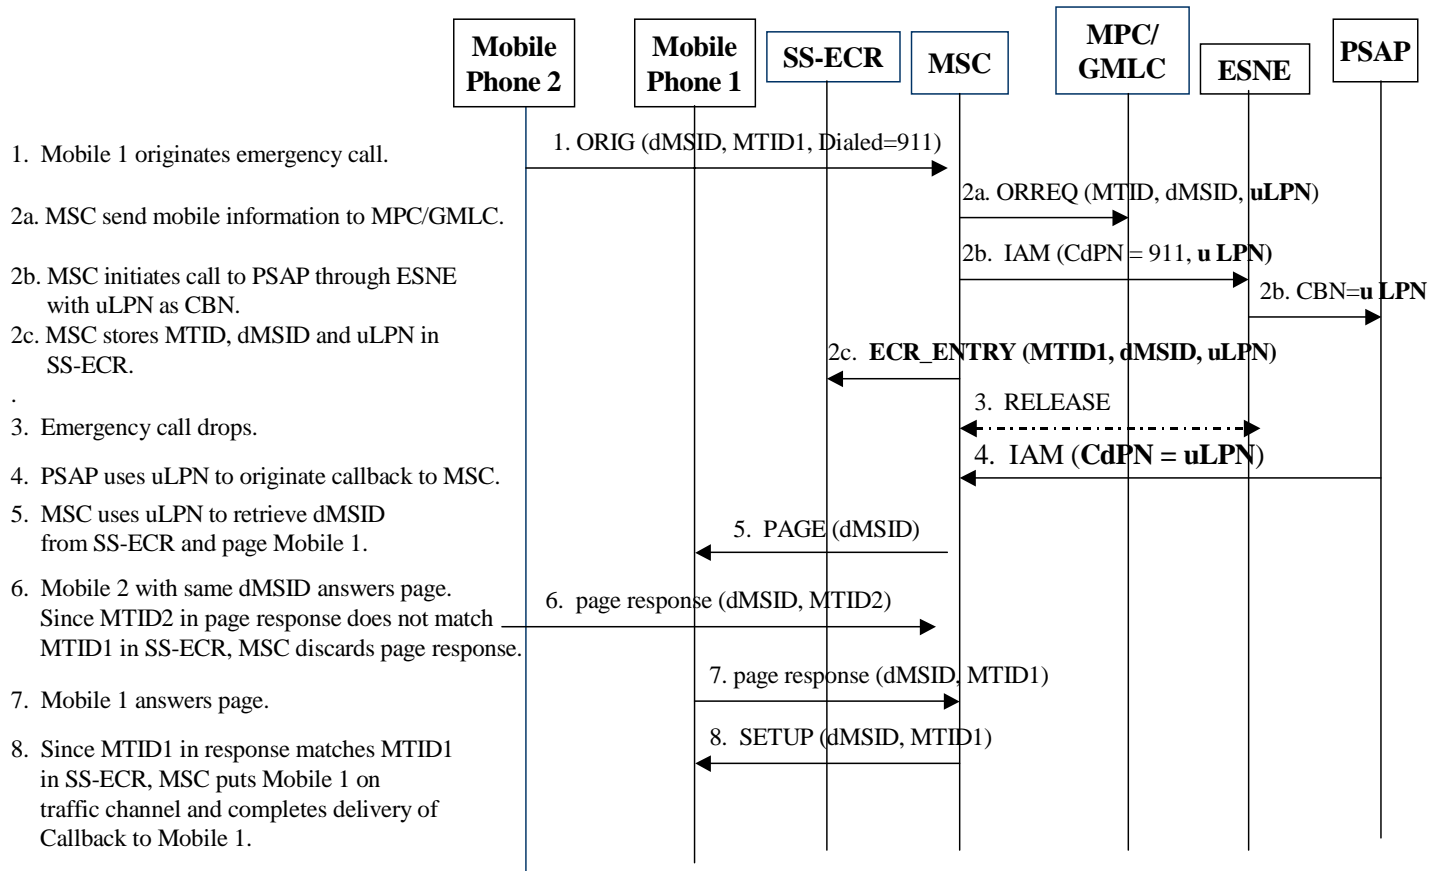 Mobile
Phone 2
Mobile
Phone 1
SS-ECR
MSC
MPC/
GMLC
ESNE
PSAP
1. Mobile 1 originates emergency call.
1. ORIG (dMSID, MTID1, Dialed=911)
2a. MSC send mobile information to MPC/GMLC.
2a. ORREQ (MTID, dMSID, uLPN)
2b. MSC initiates call to PSAP through ESNE
with uLPN as CBN.
2b. IAM (CdPN = 911, u LPN)
2b. CBN=u LPN
2c. MSC stores MTID, dMSID and uLPN in
SS-ECR.
2c. ECR_ENTRY (MTID1, dMSID, uLPN)
.
3. Emergency call drops.
3. RELEASE
4. PSAP uses uLPN to originate callback to MSC.
4. IAM (CdPN = uLPN)
5. MSC uses uLPN to retrieve dMSID
from SS-ECR and page Mobile 1.
5. PAGE (dMSID)
6. Mobile 2 with same dMSID answers page.
Since MTID2 in page response does not match
MTID1 in SS-ECR, MSC discards page response.
6. page response (dMSID, MTID2)
7. Mobile 1 answers page.
7. page response (dMSID, MTID1)
8. Since MTID1 in response matches MTID1
in SS-ECR, MSC puts Mobile 1 on
traffic channel and completes delivery of
Callback to Mobile 1.
8. SETUP (dMSID, MTID1)